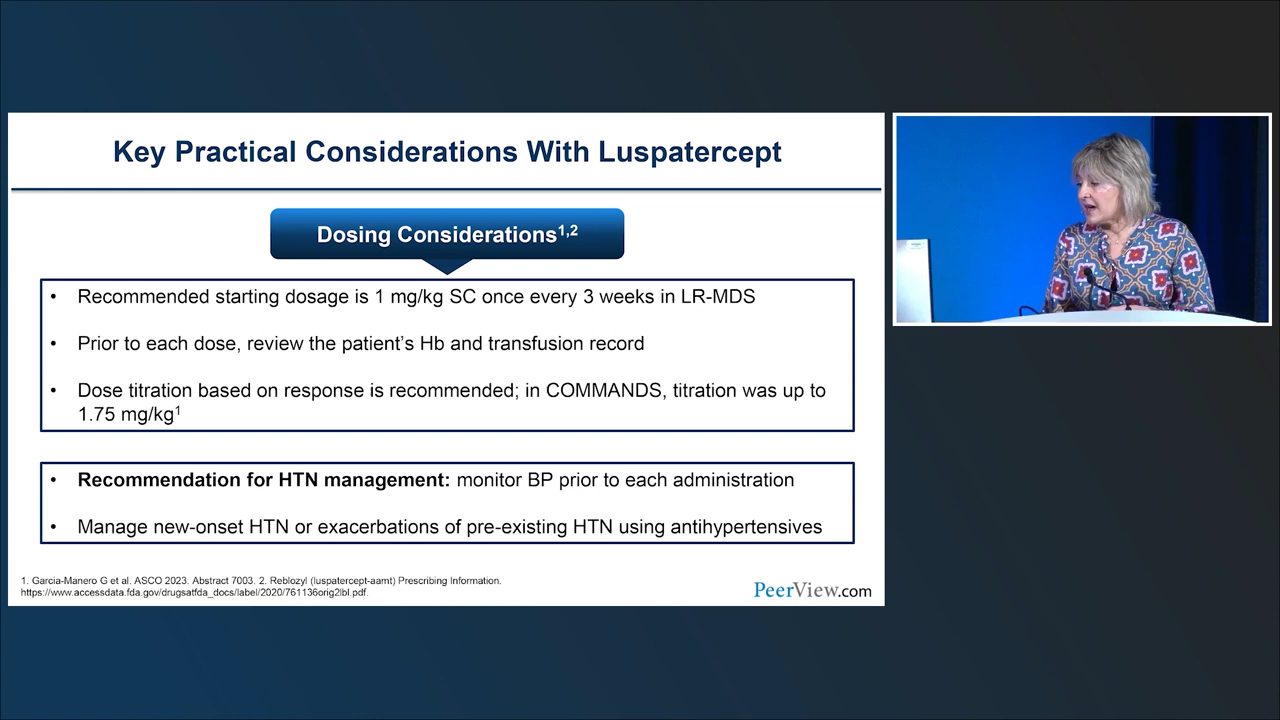 Key Practical Considerations With Luspatercept
Dosing Considerations1,2
• Recommended starting dosage is 1 mg/kg SC once every 3 weeks in LR-MDS
• Prior to each dose, review the patient's Hb and transfusion record
• Dose titration based on response is recommended; in COMMANDS, titration was up to
1.75 mg/kg1
• Recommendation for HTN management: monitor BP prior to each administration
• Manage new-onset HTN or exacerbations of pre-existing HTN using antihypertensives
1. Garcia-Manero G et al. ASCO 2023. Abstract 7003. 2. Reblozyl (luspatercept-aamt) Prescribing Information.
https://www.accessdata.fda.gov/drugsatfda_docs/label/2020/761136orig2lbl.pdf.
PeerView.com